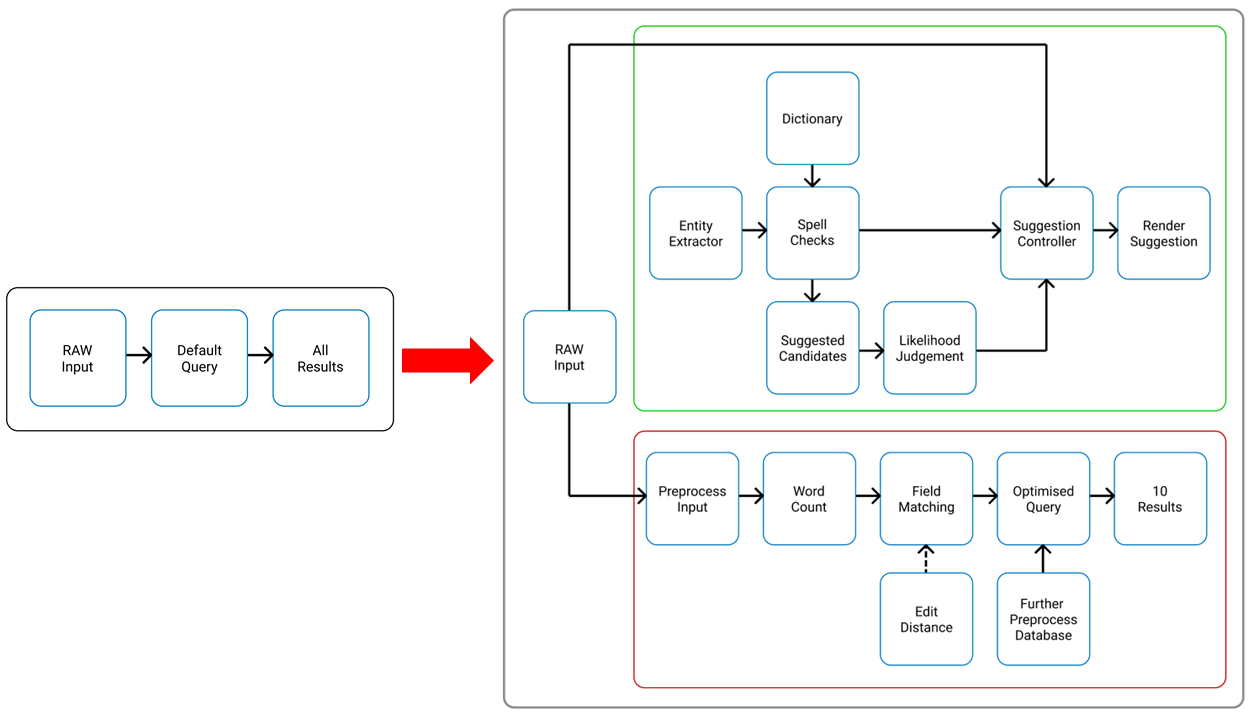 RAW
Input
Default
Query
All
Results
RAW
Input
Dictionary
Entity
Extractor
Spell
Checks
Suggestion
Controller
Render
Suggestion
Suggested
Candidates
Likelihood
Judgement
Preprocess
Input
Word
Count
Field
Matching
Optimised
Query
10
Results
Edit
Distance
Further
Preprocess
Database